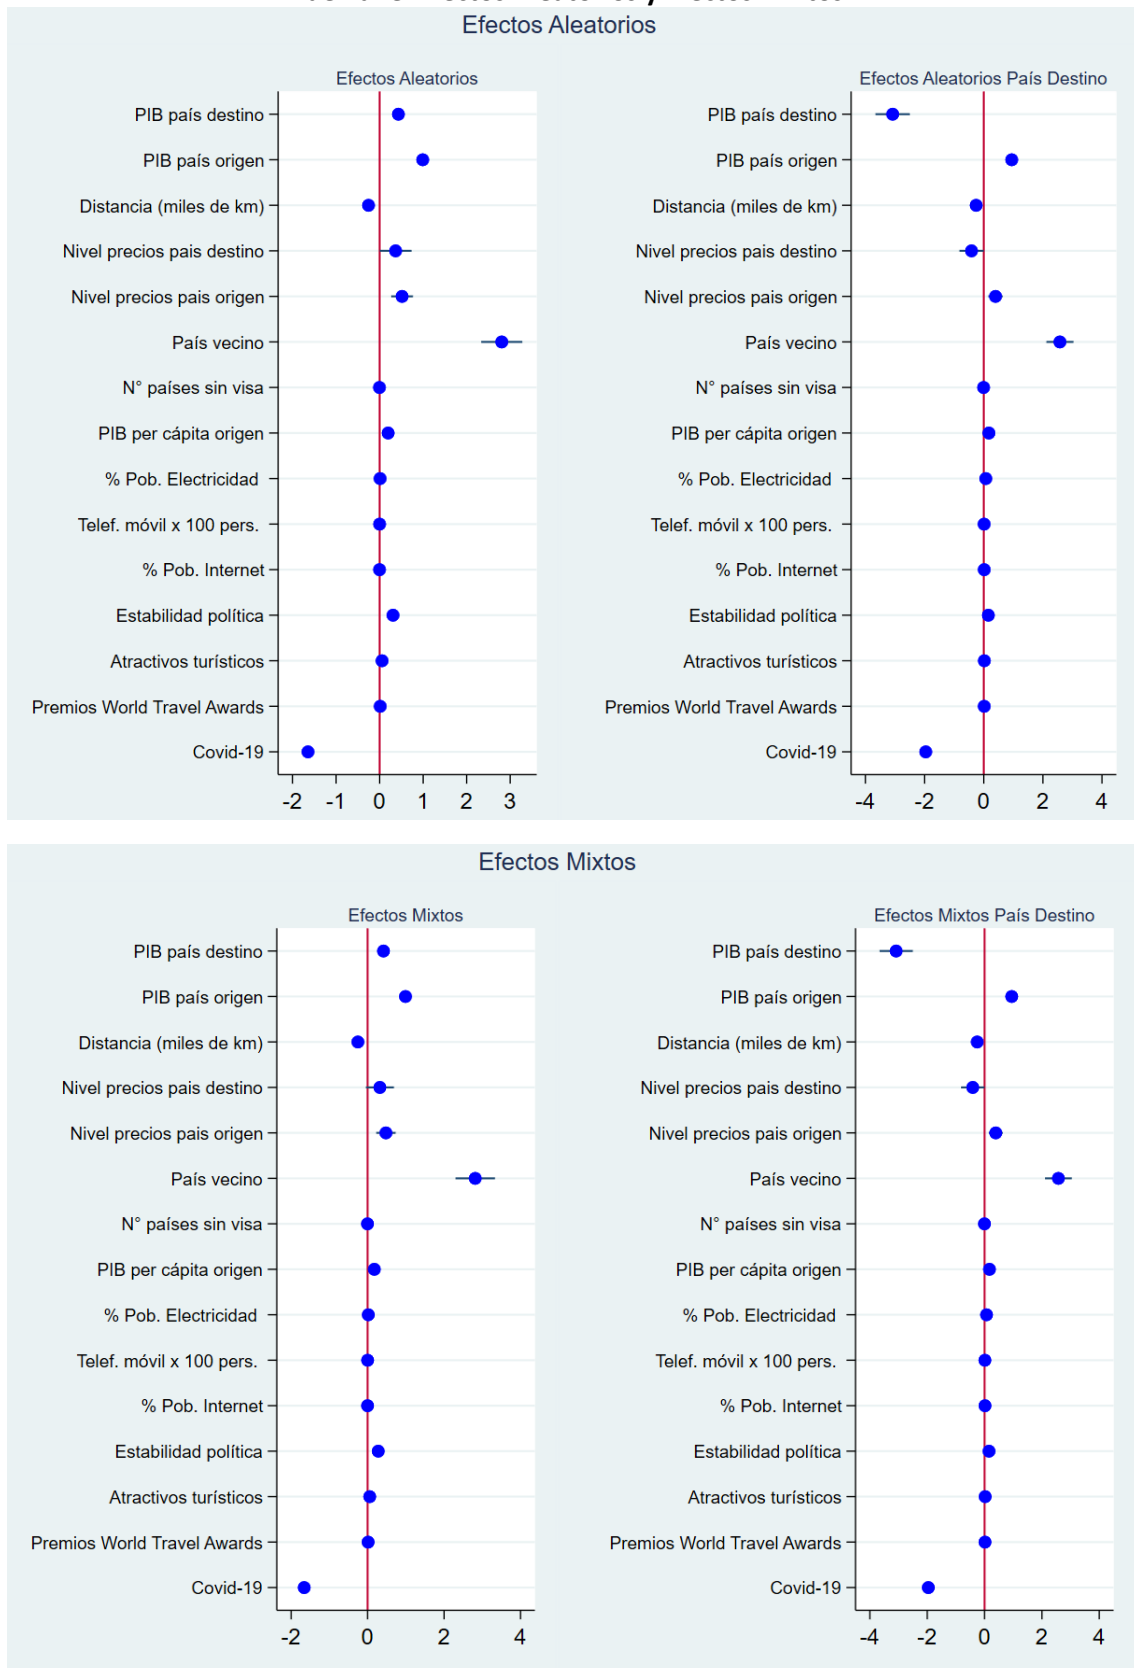 Efectos Aleatorios
Efectos Aleatorios
PIB país destino
PIB país origen
Distancia (miles de km)
Nivel precios pais destino
Nivel precios pais origen
País vecino
N° países sin visa
PIB per cápita origen
% Pob. Electricidad
Telef. móvil x 100 pers.
% Pob. Internet
Estabilidad política
Atractivos turísticos
Premios World Travel Awards
Covid-19
-2 -1 0 1 2 3
Efectos Aleatorios País Destino
PIB país destino
PIB país origen
Distancia (miles de km)
Nivel precios pais destino
Nivel precios pais origen
País vecino
N° países sin visa
PIB per cápita origen
% Pob. Electricidad
Telef. móvil x 100 pers.
% Pob. Internet
Estabilidad política
Atractivos turísticos
Premios World Travel Awards
Covid-19
-4 -2 0 2 4
Efectos Mixtos
Efectos Mixtos
PIB país destino
PIB país origen
Distancia (miles de km)
Nivel precios pais destino
Nivel precios pais origen
País vecino
N° países sin visa
PIB per cápita origen
% Pob. Electricidad
Telef. móvil x 100 pers.
% Pob. Internet
Estabilidad política
Atractivos turísticos
Premios World Travel Awards
Covid-19
-2 0 2 4
Efectos Mixtos País Destino
PIB país destino
PIB país origen
Distancia (miles de km)
Nivel precios pais destino
Nivel precios pais origen
País vecino
N° países sin visa
PIB per cápita origen
% Pob. Electricidad
Telef. móvil x 100 pers.
% Pob. Internet
Estabilidad política
Atractivos turísticos
Premios World Travel Awards
Covid-19
-4 -2 0 2 4